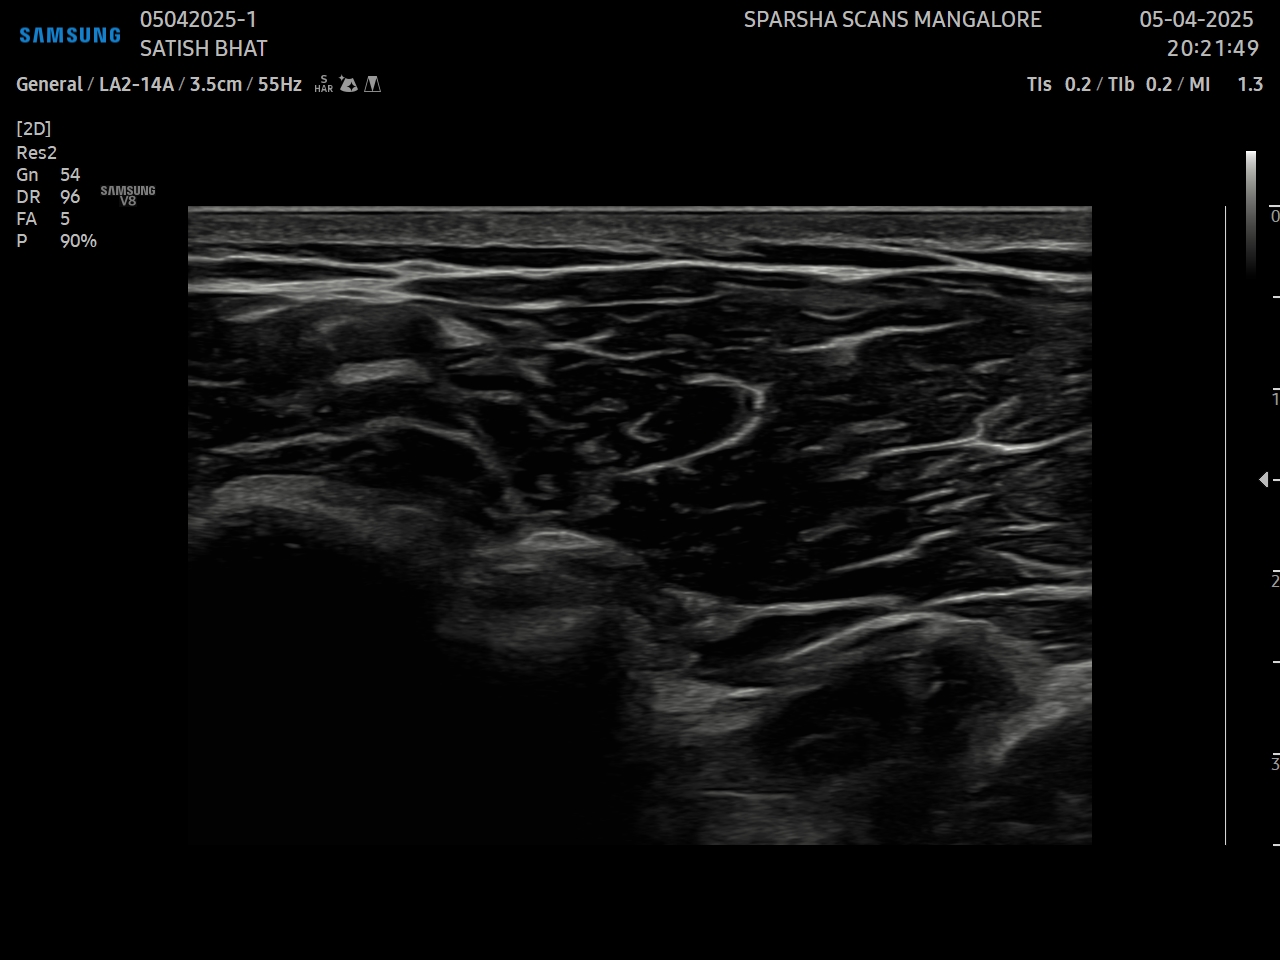 SAMSUNG
05042025-1
SATISH BHAT
SPARSHA SCANS MANGALORE
05-04-2025
20:21:49
General / LA2-14A / 3.5cm / 55Hz
S
HAR
TIs 0.2 / TIb 0.2 / MI 1.3
[2D]
Res2
Gn 54
DR 96
FA 5
P 90%
SAMSUNG
V8
0
1
2
3